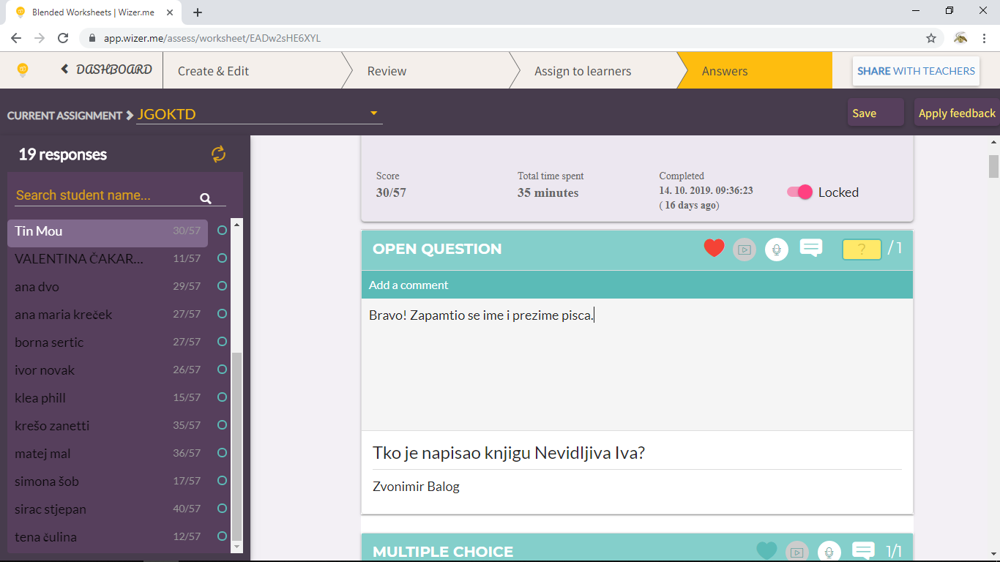 Blended Worksheets | Wizer.me
app.wizer.me/assess/worksheet/EADw2sHE6XYL
DASHBOARD
Create & Edit
Review
Assign to learners
Answers
SHARE WITH TEACHERS
CURRENT ASSIGNMENT
JGOKTD
Save
Apply feedback
19 responses
Search student name...
Tin Mou 30/57
VALENTINA ČAKAR... 11/57
ana dvo 29/57
ana maria kreček 27/57
borna sertic 27/57
ivor novak 26/57
klea phill 15/57
krešo zanetti 35/57
matej mal 36/57
simona šob 17/57
sirac stjepan 40/57
tena čulina 12/57
Score
30/57
Total time spent
35 minutes
Completed
14. 10. 2019. 09:36:23
( 16 days ago)
Locked
OPEN QUESTION
? / 1
Add a comment
Bravo! Zapamtio se ime i prezime pisca.
Tko je napisao knjigu Nevidljiva Iva?
Zvonimir Balog
MULTIPLE CHOICE
1/1